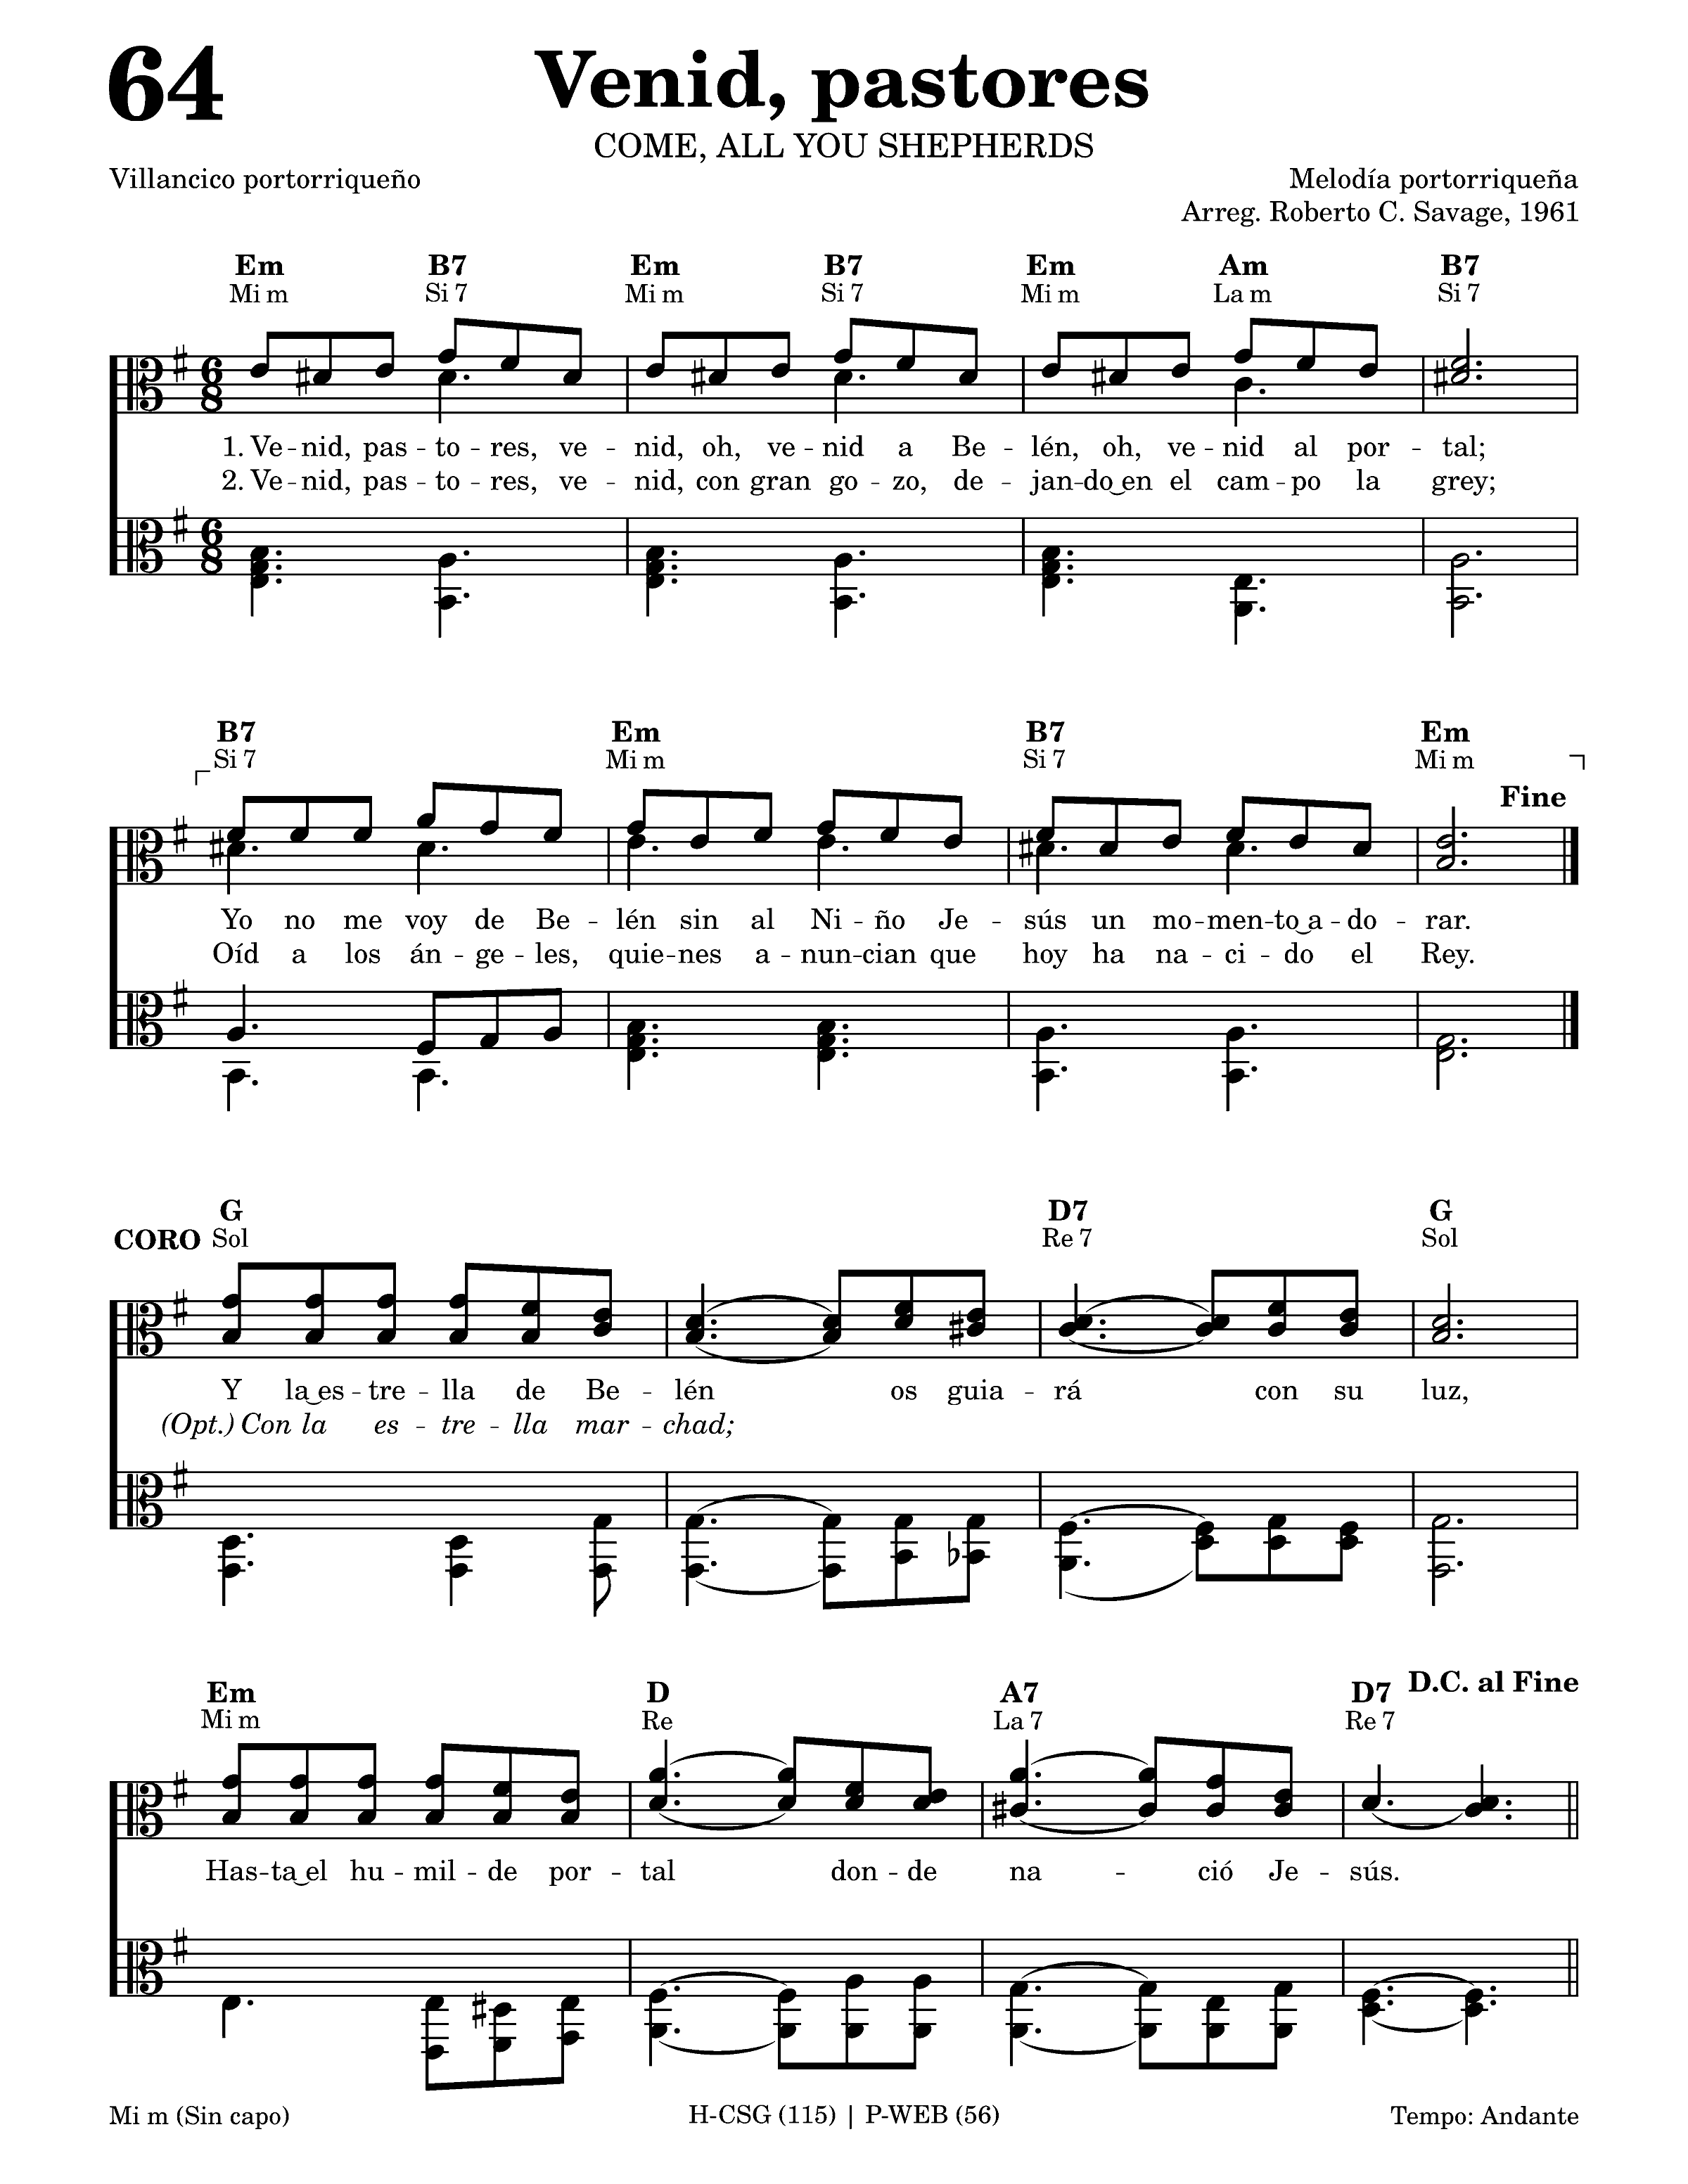 64
Venid, pastores
COME, ALL YOU SHEPHERDS
Villancico portorriqueño
Melodía portorriqueña
Arreg. Roberto C. Savage, 1961
Em B7 Em B7 Em Am B7
Mi m Si 7 Mi m Si 7 Mi m La m Si 7
6 8
1. Ve – nid, pas – to – res, ve – nid, oh, ve – nid a Be – lén, oh, ve – nid al por – tal;
2. Ve – nid, pas – to – res, ve – nid, con gran go – zo, de – jan – do‿en el cam – po la grey;
6 8
B7 Em B7 Em
Si 7 Mi m Si 7 Mi m
Fine
Yo no me voy de Be – lén sin al Ni – ño Je – sús un mo – men – to‿a – do – rar.
Oíd a los án – ge – les, quie – nes a – nun – cian que hoy ha na – ci – do el Rey.
G D7 G
CORO Sol Re 7 Sol
Y la‿es – tre – lla de Be – lén os guia – rá con su luz,
(Opt.) Con la es – tre – lla mar – chad;
D.C. al Fine
Em D A7 D7
Mi m Re La 7 Re 7
Has – ta‿el hu – mil – de por – tal don – de na – ció Je – sús.
Mi m (Sin capo)
H-CSG (115) | P-WEB (56)
Tempo: Andante